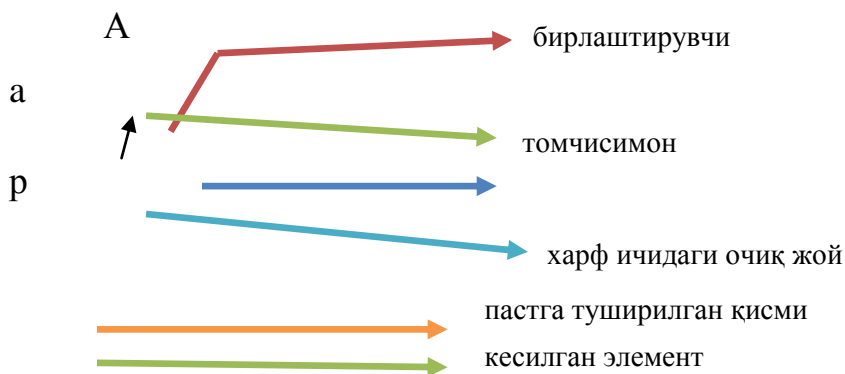 А
бирлаштирувчи
а
томчисимон
р
харф ичидаги очиқ жой
пастга туширилган қисми
кесилган элемент